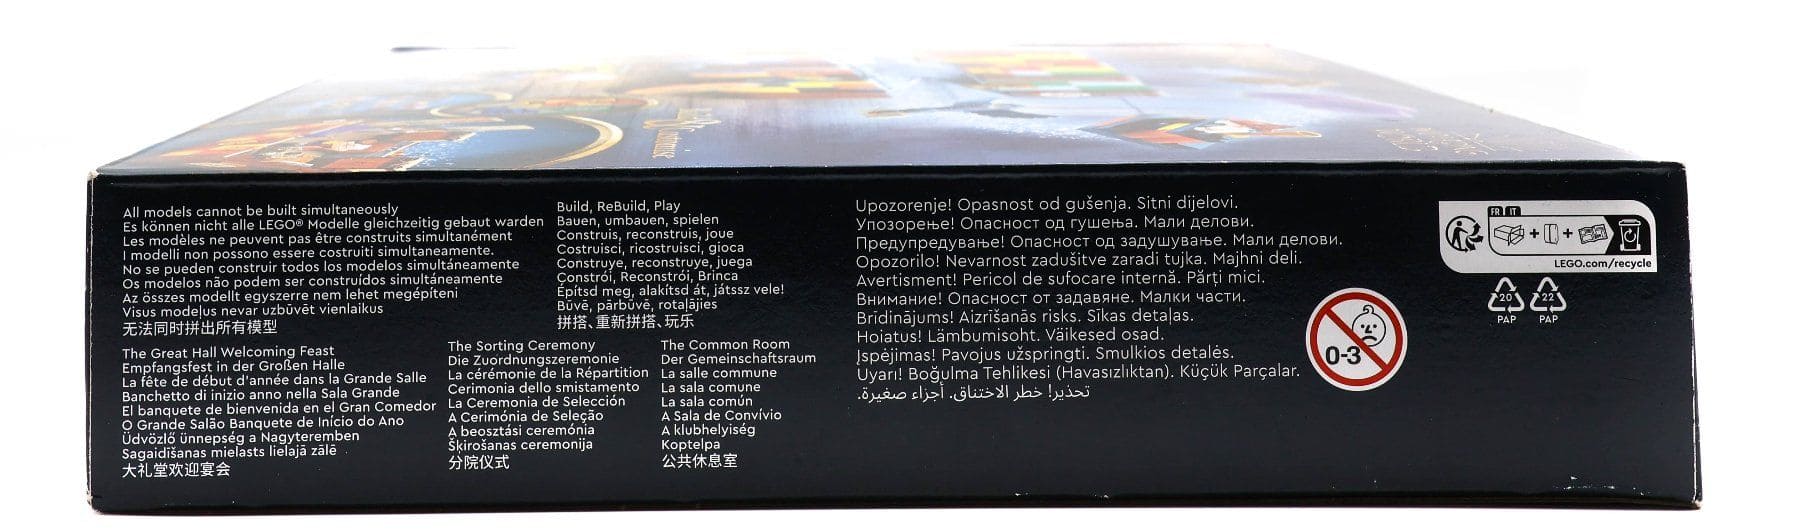 All models cannot be built simultaneously
Es können nicht alle LEGO® Modelle gleichzeitig gebaut warden
Les modèles ne peuvent pas être construits simultanément
I modelli non possono essere costruiti simultaneamente.
No se pueden construir todos los modelos simultáneamente
Os modelos não podem ser construídos simultáneamente
Az összes modellt egyszerre nem lehet megépíteni
Visus modeļus nevar uzbūvēt vienlaikus
无法同时拼出所有模型
Build, ReBuild, Play
Bauen, umbauen, spielen
Construis, reconstruis, joue
Costruisci, ricostruisci, gioca
Construye, reconstruye, juega
Constrói, Reconstrói, Brinca
Építsd meg, alakítsd át, játssz vele!
Būvē, pārbūvē, rotaļājies
拼搭、重新拼搭、玩乐
The Great Hall Welcoming Feast
Empfangsfest in der Großen Halle
La fête de début d'année dans la Grande Salle
Banchetto di inizio anno nella Sala Grande
El banquete de bienvenida en el Gran Comedor
O Grande Salão Banquete de Início do Ano
Üdvözlő ünnepség a Nagyteremben
Sagaidīšanas mielasts lielajā zālē
大礼堂欢迎宴会
The Sorting Ceremony
Die Zuordnungszeremonie
La cérémonie de la Répartition
Cerimonia dello smistamento
La Ceremonia de Selección
A Cerimónia de Seleção
A beosztási ceremónia
Šķirošanas ceremonija
分院仪式
The Common Room
Der Gemeinschaftsraum
La salle commune
La sala comune
La sala común
A Sala de Convívio
A klubhelyiség
Koptelpa
公共休息室
Upozorenje! Opasnost od gušenja. Sitni dijelovi.
Упозорење! Опасност од гушења. Мали делови.
Предупредување! Опасност од задушување. Мали делови.
Opozorilo! Nevarnost zadušitve zaradi tujka. Majhni deli.
Avertisment! Pericol de sufocare internă. Părți mici.
Внимание! Опасност от задавяне. Малки части.
Bridinājums! Aizrīšanās risks. Sīkas detaļas.
Hoiatus! Lämbumisoht. Väikesed osad.
Įspėjimas! Pavojus užspringti. Smulkios detalės.
Uyarı! Boğulma Tehlikesi (Havasızlıktan). Küçük Parçalar.
تحذير! خطر الاختناق. أجزاء صغيرة.
0-3
FR IT
LEGO.com/recycle
20 22
PAP PAP